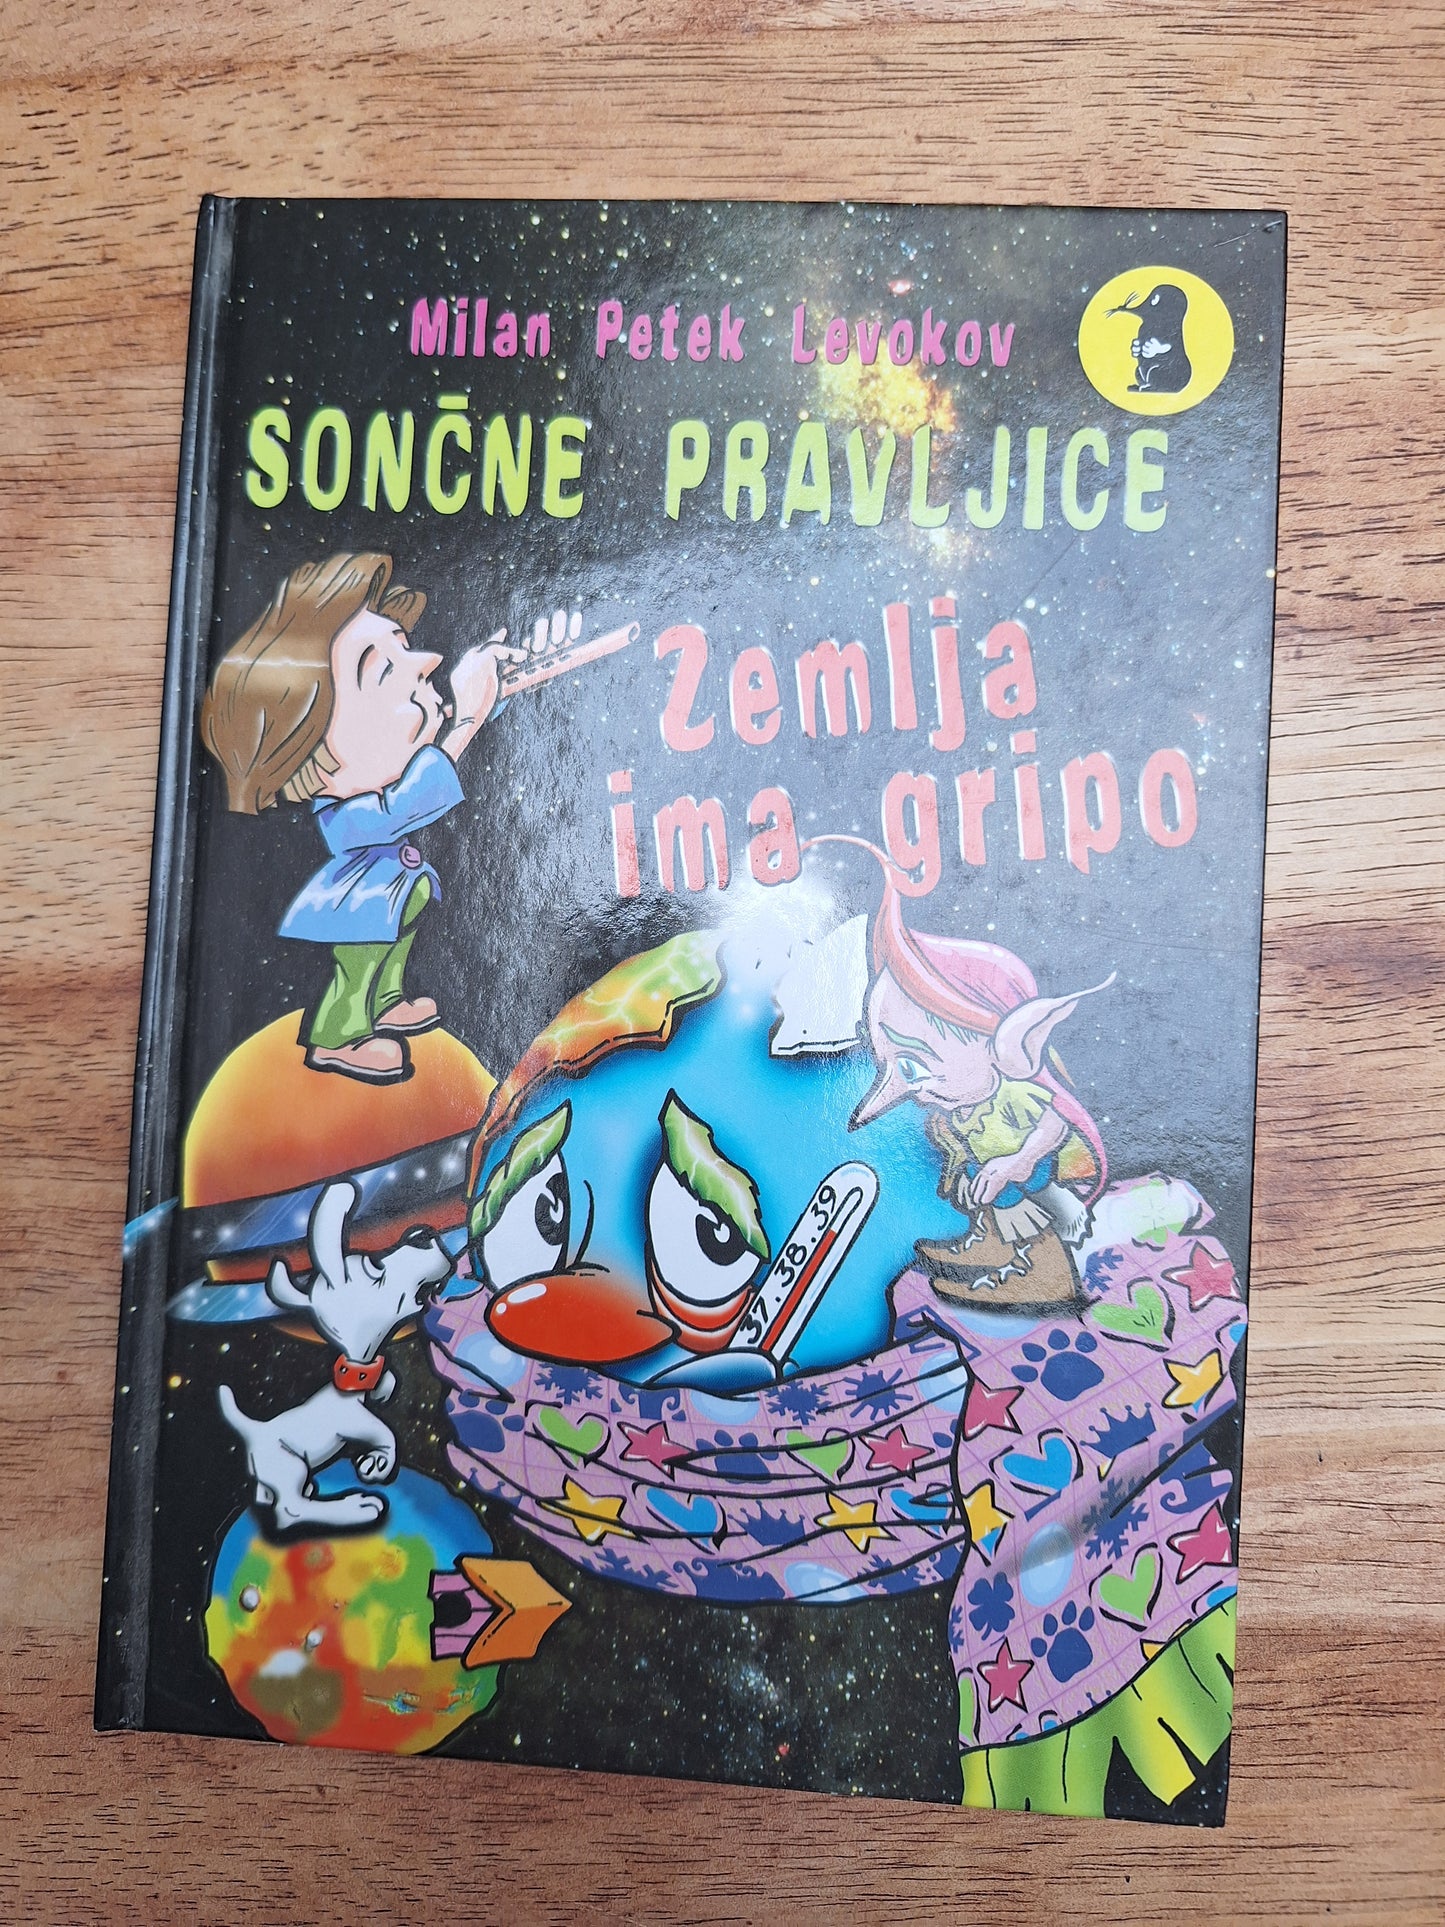 Milan Petek Levokov
SONČNE PRAVLJICE
Zemlja
ima gripo
37.38.39